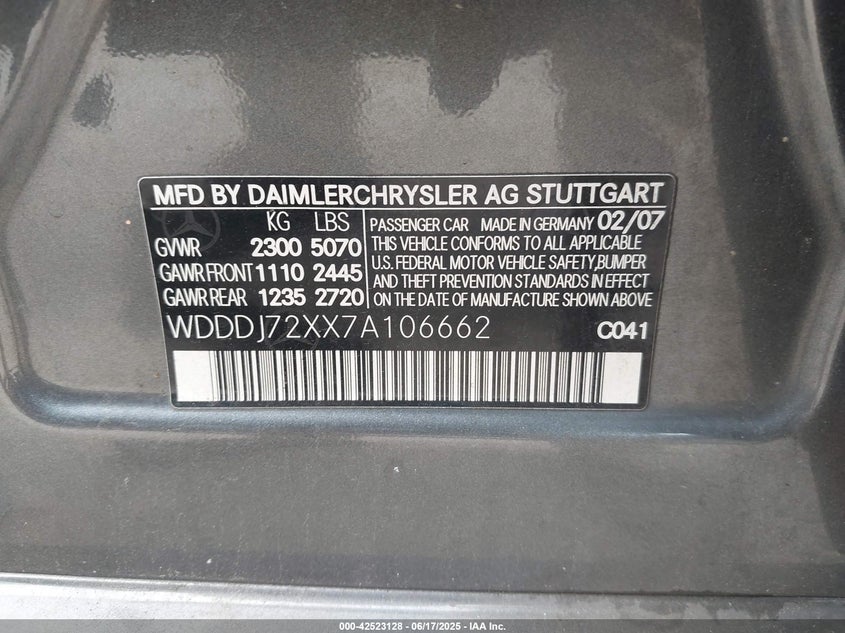 MFD BY DAIMLERCHRYSLER AG STUTTGART
KG LBS
GVWR 2300 5070
GAWR FRONT 1110 2445
GAWR REAR 1235 2720
PASSENGER CAR MADE IN GERMANY 02/07
THIS VEHICLE CONFORMS TO ALL APPLICABLE
U.S. FEDERAL MOTOR VEHICLE SAFETY,BUMPER
AND THEFT PREVENTION STANDARDS IN EFFECT
ON DATE OF MANUFACTURE SHOWN ABOVE
WDDDJ72XX7A106662 C041
000-42523128 - 06/17/2025 - IAA Inc.